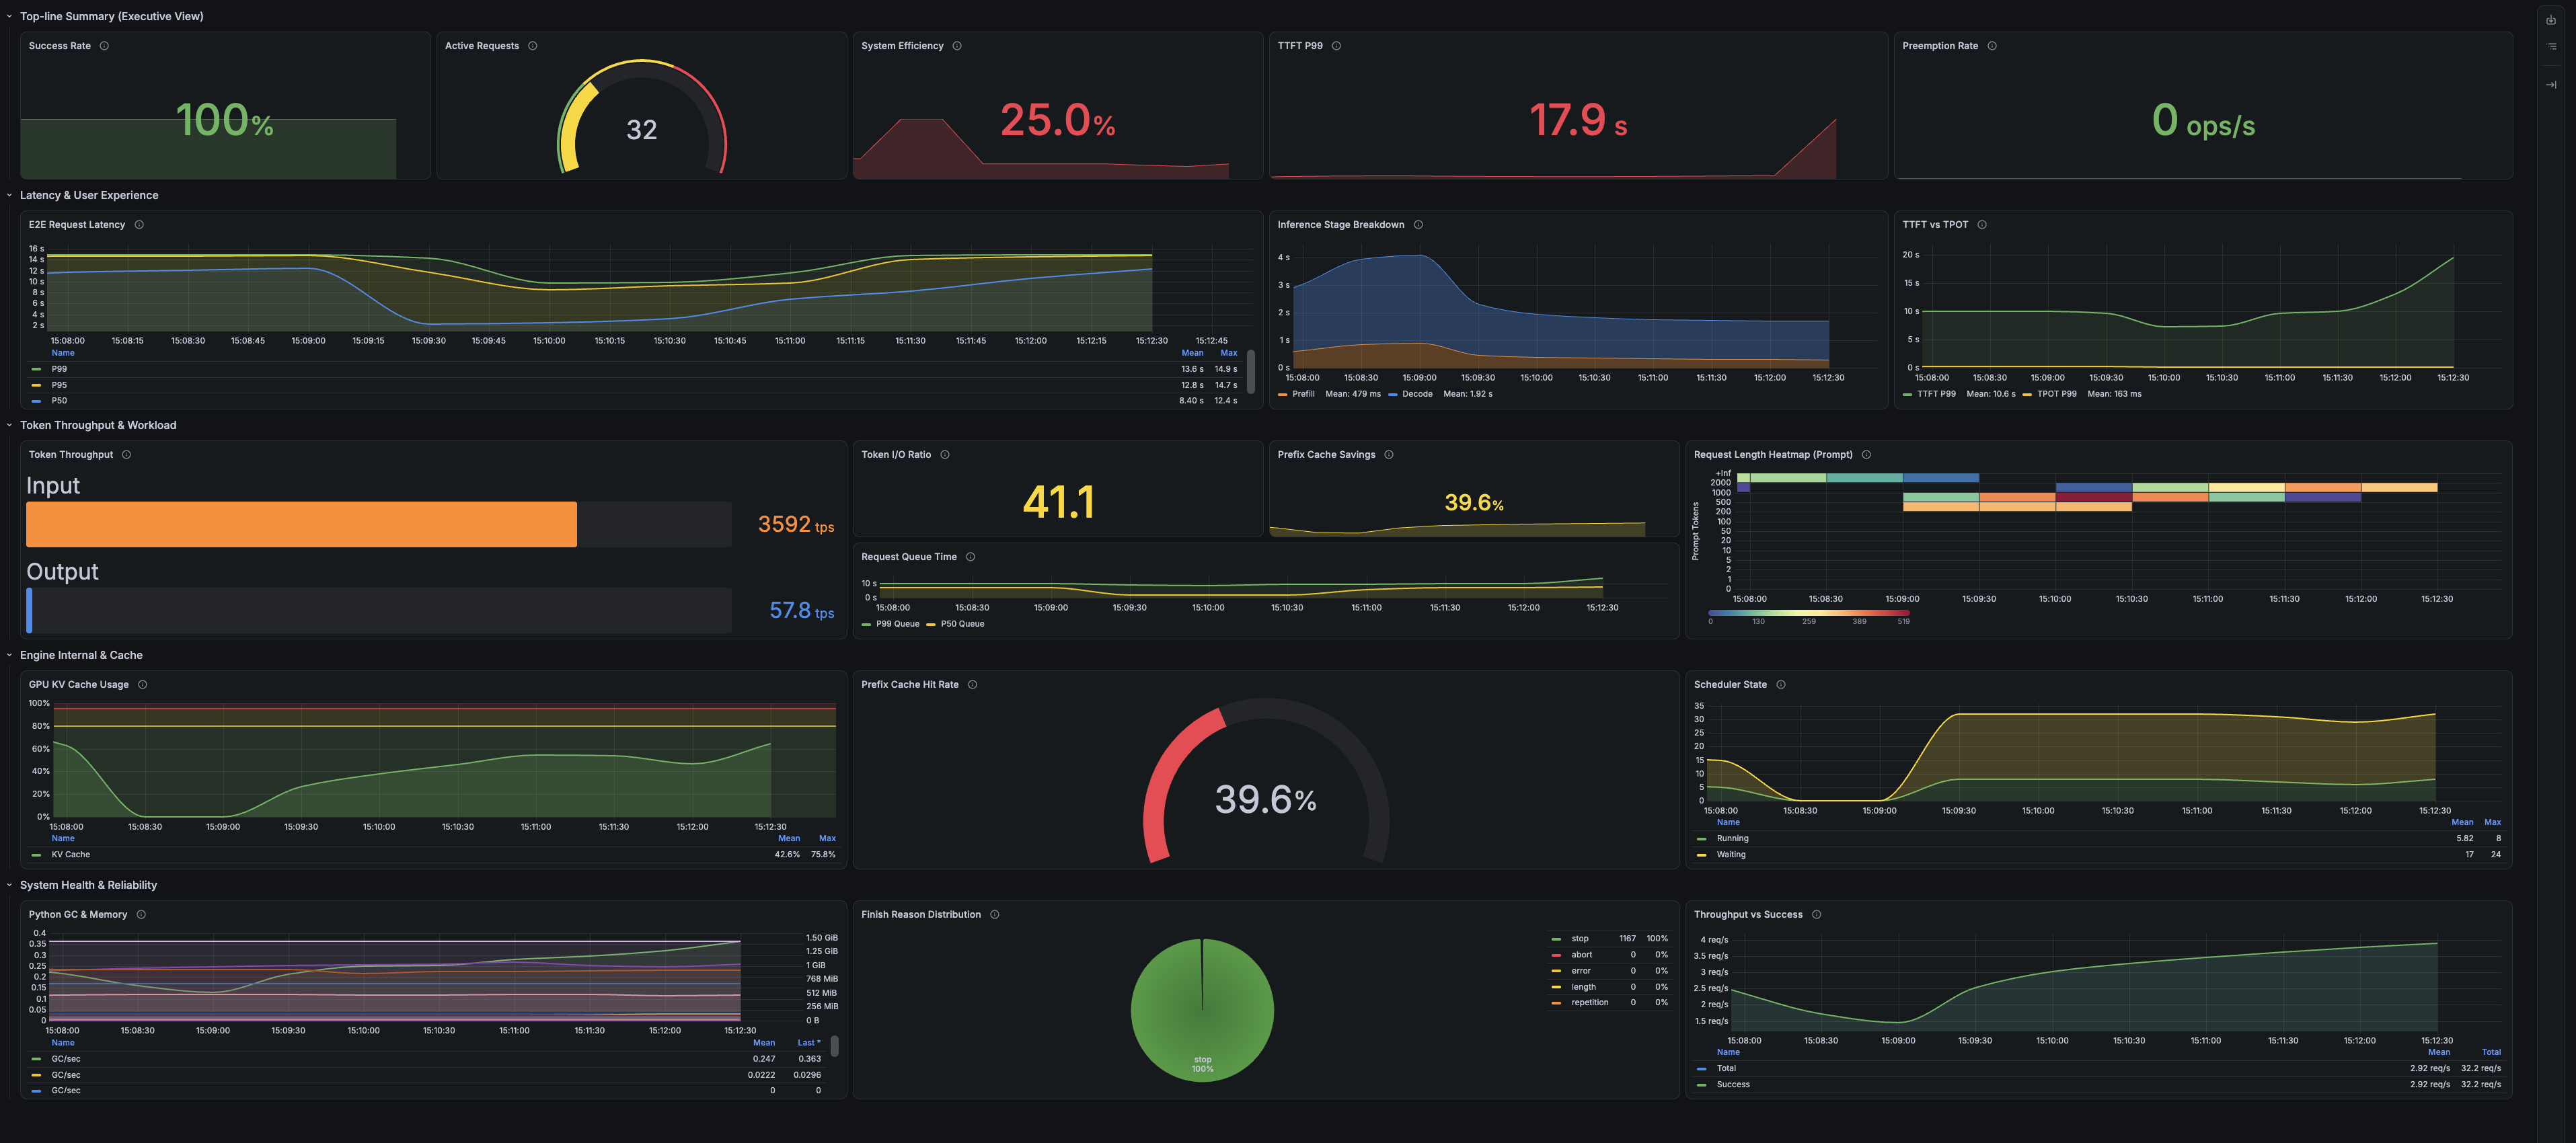 Top-line Summary (Executive View)
Success Rate
100%
Active Requests
32
System Efficiency
25.0%
TTFT P99
17.9 s
Preemption Rate
0 ops/s
Latency & User Experience
E2E Request Latency
16 s
14 s
12 s
10 s
8 s
6 s
4 s
2 s
15:08:00 15:08:15 15:08:30 15:08:45 15:09:00 15:09:15 15:09:30 15:09:45 15:10:00 15:10:15 15:10:30 15:10:45 15:11:00 15:11:15 15:11:30 15:11:45 15:12:00 15:12:15 15:12:30 15:12:45
Name Mean Max
P99 13.6 s 14.9 s
P95 12.8 s 14.7 s
P50 8.40 s 12.4 s
Inference Stage Breakdown
4 s
3 s
2 s
1 s
0 s
15:08:00 15:08:30 15:09:00 15:09:30 15:10:00 15:10:30 15:11:00 15:11:30 15:12:00 15:12:30
Prefill Mean: 479 ms Decode Mean: 1.92 s
TTFT vs TPOT
20 s
15 s
10 s
5 s
0 s
15:08:00 15:08:30 15:09:00 15:09:30 15:10:00 15:10:30 15:11:00 15:11:30 15:12:00 15:12:30
TTFT P99 Mean: 10.6 s TPOT P99 Mean: 163 ms
Token Throughput & Workload
Token Throughput
Input
3592 tps
Output
57.8 tps
Token I/O Ratio
41.1
Prefix Cache Savings
39.6%
Request Queue Time
10 s
0 s
15:08:00 15:08:30 15:09:00 15:09:30 15:10:00 15:10:30 15:11:00 15:11:30 15:12:00 15:12:30
P99 Queue P50 Queue
Request Length Heatmap (Prompt)
Prompt Tokens
+Inf
2000
1000
500
200
100
50
20
10
5
2
1
0
15:08:00 15:08:30 15:09:00 15:09:30 15:10:00 15:10:30 15:11:00 15:11:30 15:12:00 15:12:30
0 130 259 389 519
Engine Internal & Cache
GPU KV Cache Usage
100%
80%
60%
40%
20%
0%
15:08:00 15:08:30 15:09:00 15:09:30 15:10:00 15:10:30 15:11:00 15:11:30 15:12:00 15:12:30
Name Mean Max
KV Cache 42.6% 75.8%
Prefix Cache Hit Rate
39.6%
Scheduler State
35
30
25
20
15
10
5
0
15:08:00 15:08:30 15:09:00 15:09:30 15:10:00 15:10:30 15:11:00 15:11:30 15:12:00 15:12:30
Name Mean Max
Running 5.82 8
Waiting 17 24
System Health & Reliability
Python GC & Memory
0.4
0.35
0.3
0.25
0.2
0.15
0.1
0.05
0
1.50 GiB
1.25 GiB
1 GiB
768 MiB
512 MiB
256 MiB
0 B
15:08:00 15:08:30 15:09:00 15:09:30 15:10:00 15:10:30 15:11:00 15:11:30 15:12:00 15:12:30
Name Mean Last *
GC/sec 0.247 0.363
GC/sec 0.0222 0.0296
GC/sec 0 0
Finish Reason Distribution
stop
100%
stop 1167 100%
abort 0 0%
error 0 0%
length 0 0%
repetition 0 0%
Throughput vs Success
4 req/s
3.5 req/s
3 req/s
2.5 req/s
2 req/s
1.5 req/s
15:08:00 15:08:30 15:09:00 15:09:30 15:10:00 15:10:30 15:11:00 15:11:30 15:12:00 15:12:30
Name Mean Total
Total 2.92 req/s 32.2 req/s
Success 2.92 req/s 32.2 req/s